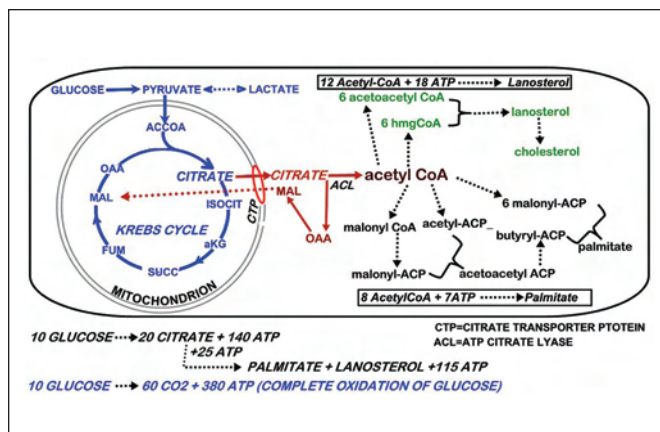 12 Acetyl-CoA + 18 ATP Lanosterol
GLUCOSE PYRUVATE LACTATE
6 acetoacetyl CoA
6 hmgCoA
lanosterol
cholesterol
ACCOA
OAA
CITRATE
CITRATE
ACL
acetyl CoA
MAL
MAL
ISOCIT
CTP
KREBS CYCLE
aKG
FUM
SUCC
OAA
MITOCHONDRION
6 malonyl-ACP
malonyl CoA
acetyl-ACP_
butyryl-ACP
palmitate
malonyl-ACP
acetoacetyl ACP
8 AcetylCoA + 7ATP Palmitate
CTP=CITRATE TRANSPORTER PTOTEIN
ACL=ATP CITRATE LYASE
10 GLUCOSE 20 CITRATE + 140 ATP
+25 ATP
PALMITATE + LANOSTEROL +115 ATP
10 GLUCOSE 60 CO2 + 380 ATP (COMPLETE OXIDATION OF GLUCOSE)